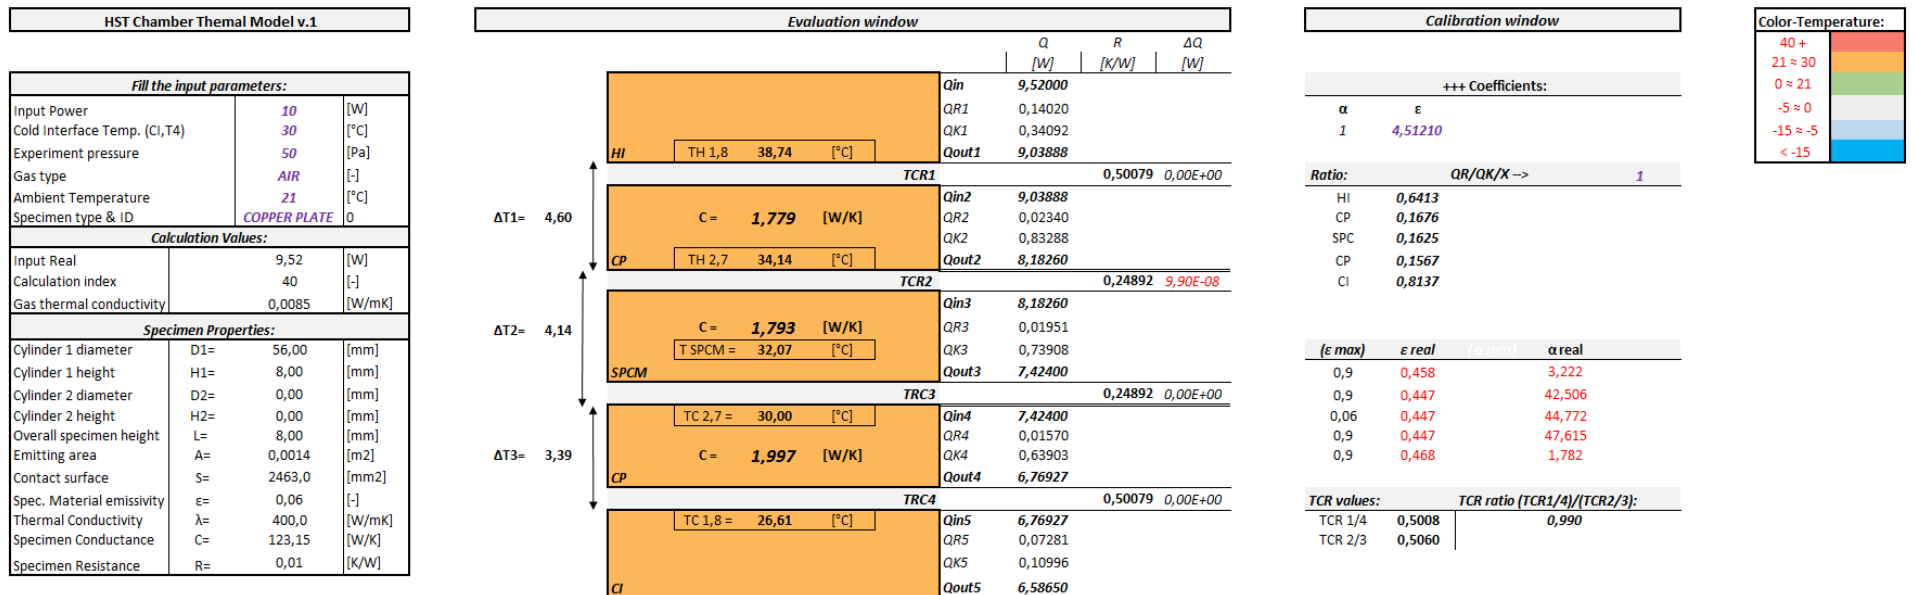 HST Chamber Themal Model v.1
Fill the input parameters:
Input Power 10 [W]
Cold Interface Temp. (CI,T4) 30 [°C]
Experiment pressure 50 [Pa]
Gas type AIR [-]
Ambient Temperature 21 [°C]
Specimen type & ID COPPER PLATE 0
Calculation Values:
Input Real 9,52 [W]
Calculation index 40 [-]
Gas thermal conductivity 0,0085 [W/mK]
Specimen Properties:
Cylinder 1 diameter D1= 56,00 [mm]
Cylinder 1 height H1= 8,00 [mm]
Cylinder 2 diameter D2= 0,00 [mm]
Cylinder 2 height H2= 0,00 [mm]
Overall specimen height L= 8,00 [mm]
Emitting area A= 0,0014 [m2]
Contact surface S= 2463,0 [mm2]
Spec. Material emissivity ε= 0,06 [-]
Thermal Conductivity λ= 400,0 [W/mK]
Specimen Conductance C= 123,15 [W/K]
Specimen Resistance R= 0,01 [K/W]
Evaluation window
Q R ΔQ
[W] [K/W] [W]
Qin 9,52000
QR1 0,14020
QK1 0,34092
HI TH 1,8 38,74 [°C] Qout1 9,03888
TCR1 0,50079 0,00E+00
Qin2 9,03888
ΔT1= 4,60 C = 1,779 [W/K] QR2 0,02340
QK2 0,83288
CP TH 2,7 34,14 [°C] Qout2 8,18260
TCR2 0,24892 9,90E-08
Qin3 8,18260
ΔT2= 4,14 C = 1,793 [W/K] QR3 0,01951
T SPCM = 32,07 [°C] QK3 0,73908
SPCM Qout3 7,42400
TRC3 0,24892 0,00E+00
TC 2,7 = 30,00 [°C] Qin4 7,42400
QR4 0,01570
ΔT3= 3,39 C = 1,997 [W/K] QK4 0,63903
CP Qout4 6,76927
TRC4 0,50079 0,00E+00
TC 1,8 = 26,61 [°C] Qin5 6,76927
QR5 0,07281
QK5 0,10996
CI Qout5 6,58650
Calibration window
+++ Coefficients:
α ε
1 4,51210
Ratio: QR/QK/X --> 1
HI 0,6413
CP 0,1676
SPC 0,1625
CP 0,1567
CI 0,8137
(ε max) ε real (α max) α real
0,9 0,458 3,222
0,9 0,447 42,506
0,06 0,447 44,772
0,9 0,447 47,615
0,9 0,468 1,782
TCR values: TCR ratio (TCR1/4)/(TCR2/3):
TCR 1/4 0,5008 0,990
TCR 2/3 0,5060
Color-Temperature:
40 +
21 ≈ 30
0 ≈ 21
-5 ≈ 0
-15 ≈ -5
< -15